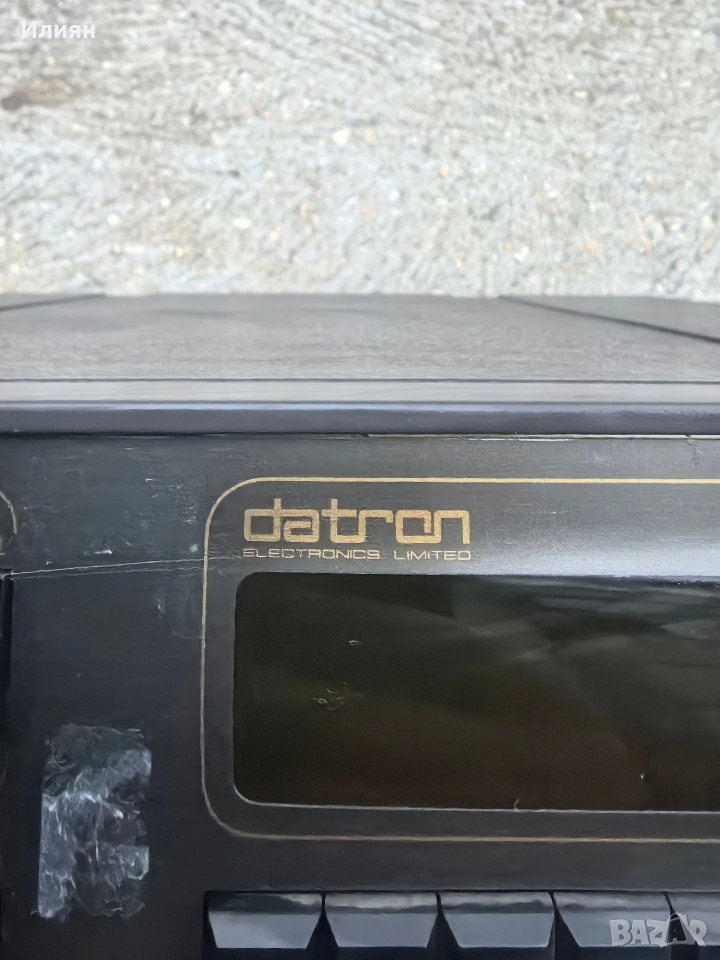 Илиян
datron
ELECTRONICS LIMITED
BAZAR